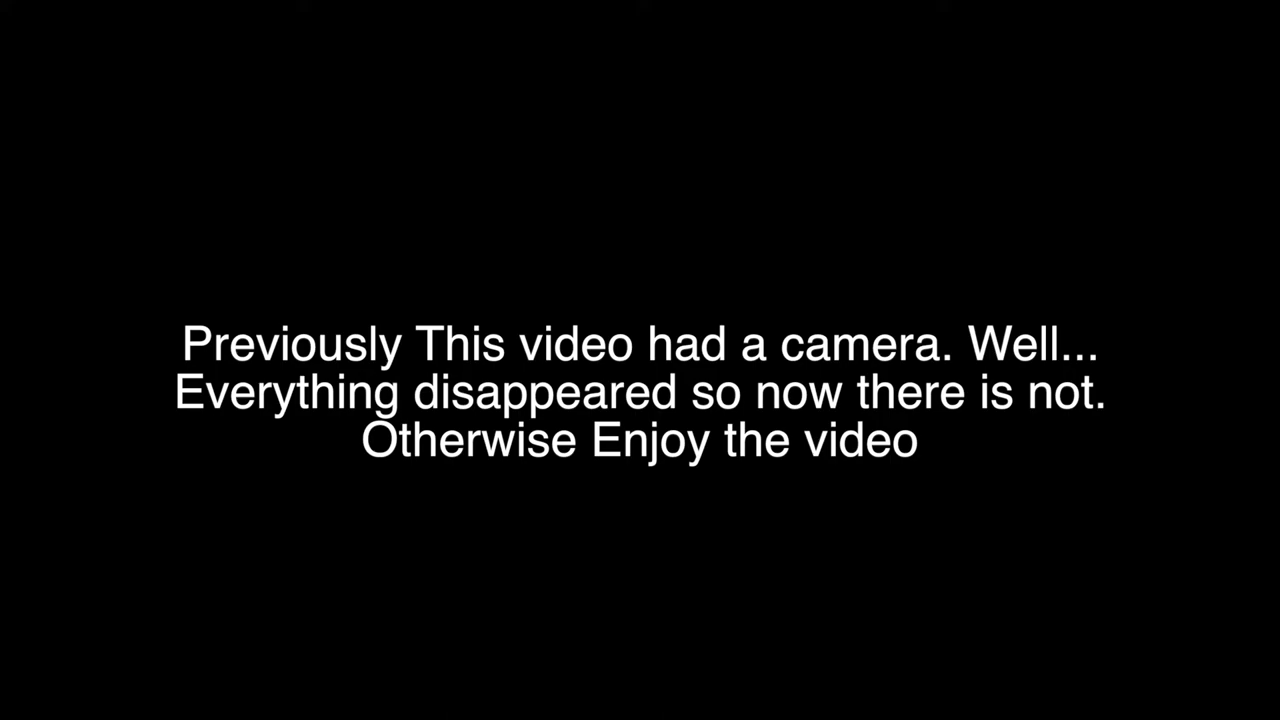 Previously This video had a camera. Well...
Everything disappeared so now there is not.
Otherwise Enjoy the video